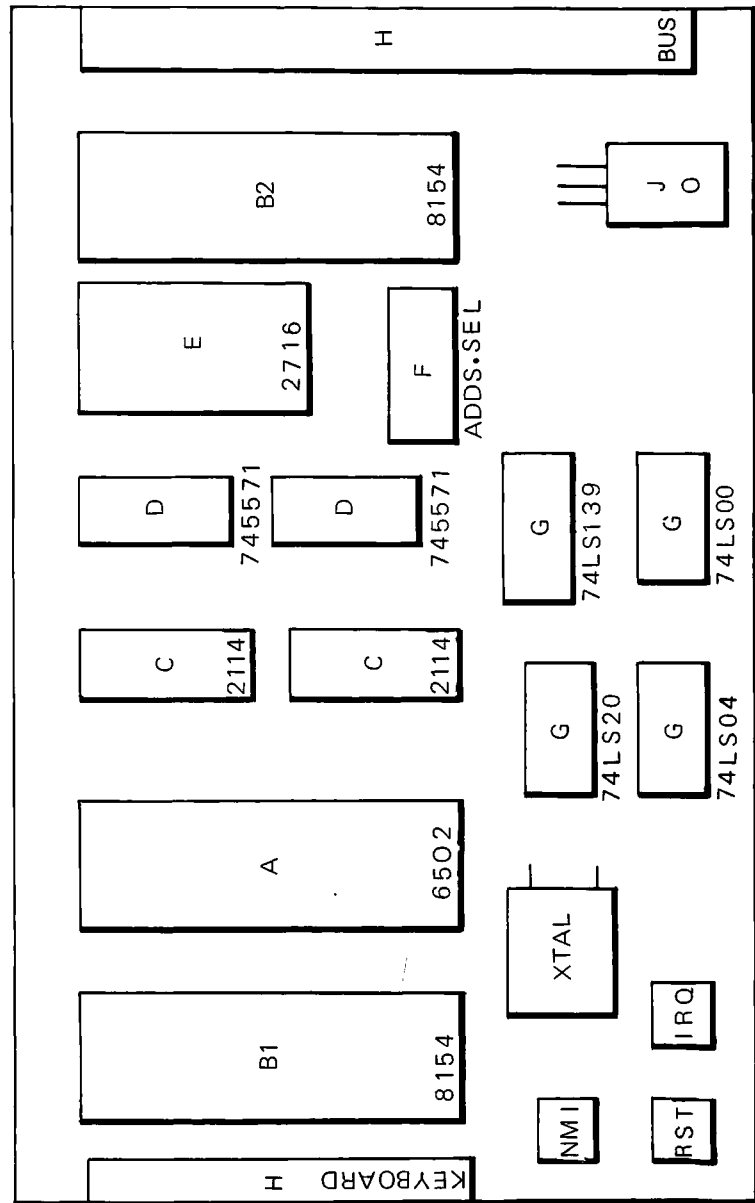 H
KEYBOARD
B1
8154
NMI
RST
IRQ
A
6502
XTAL
C
2114
C
2114
G
74LS20
G
74LS04
D
745571
D
745571
G
74LS139
G
74LS00
E
2716
F
ADDS.SEL
B2
8154
J
H
BUS